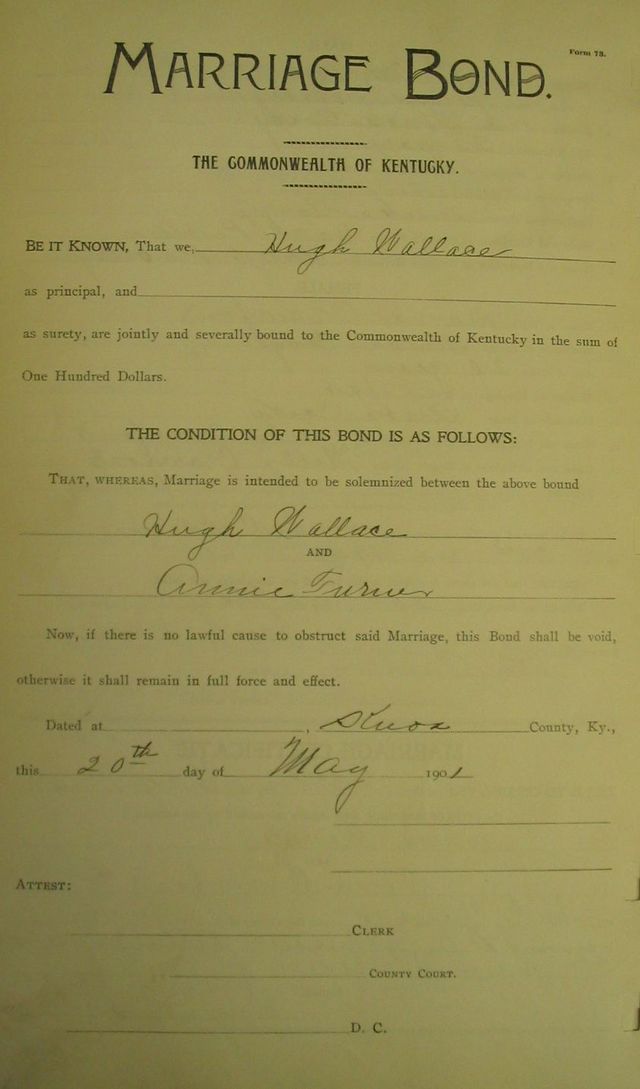 Form 73.
MARRIAGE BOND.
THE COMMONWEALTH OF KENTUCKY.
BE IT KNOWN, That we, Hugh Wallace
as principal, and
as surety, are jointly and severally bound to the Commonwealth of Kentucky in the sum of
One Hundred Dollars.
THE CONDITION OF THIS BOND IS AS FOLLOWS:
THAT, WHEREAS, Marriage is intended to be solemnized between the above bound
Hugh Wallace
AND
Annie Turner
Now, if there is no lawful cause to obstruct said Marriage, this Bond shall be void,
otherwise it shall remain in full force and effect.
Dated at , Knox County, Ky.,
this 20th day of May 1901
ATTEST:
CLERK
COUNTY COURT.
D. C.